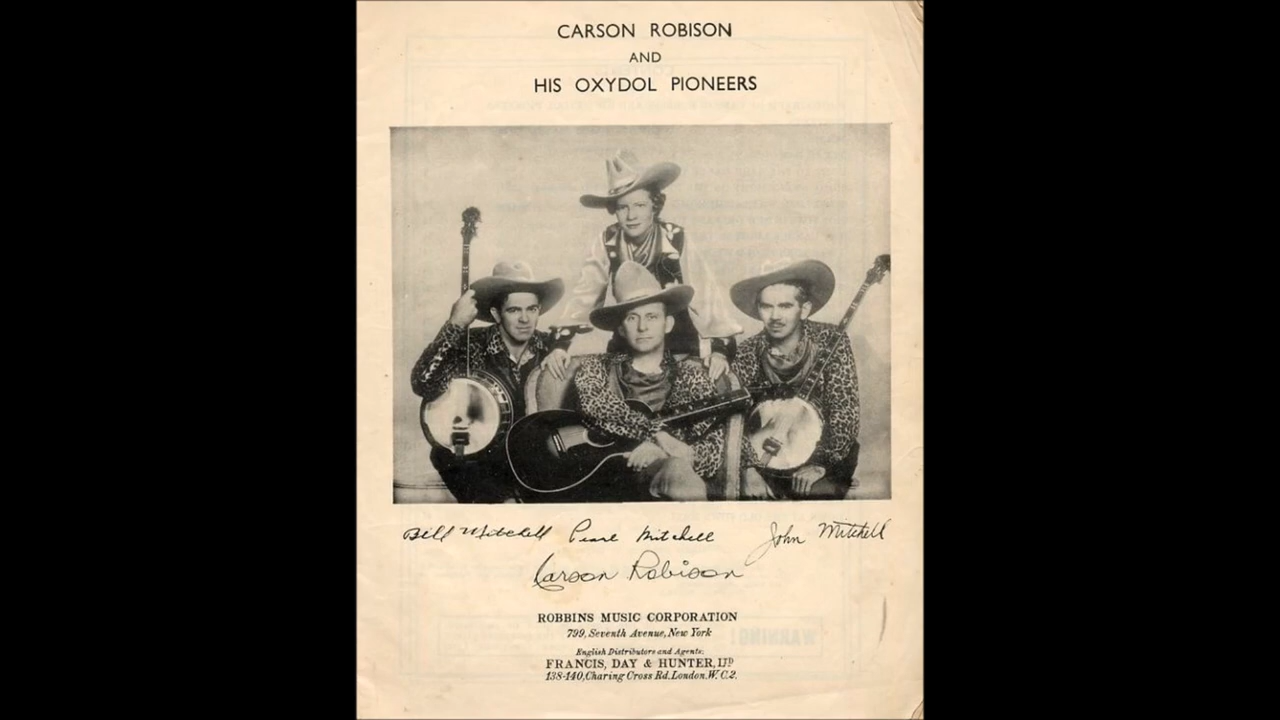 CARSON ROBISON
AND
HIS OXYDOL PIONEERS
Bill Mitchell Pearl Mitchell John Mitchell
Carson Robison
ROBBINS MUSIC CORPORATION
799, Seventh Avenue, New York
English Distributors and Agents:
FRANCIS, DAY & HUNTER, LTD
138-140, Charing Cross Rd. London, W.C.2.
WARNING!